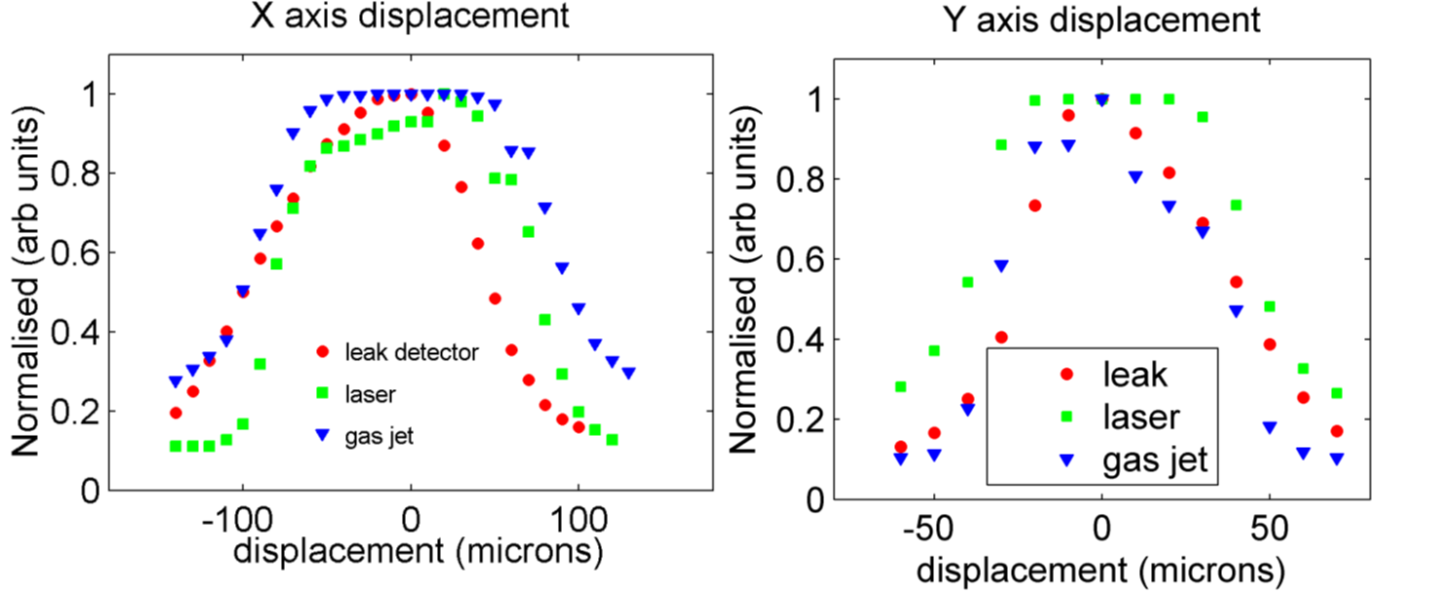 X axis displacement
Normalised (arb units)
1
0.8
0.6
0.4
0.2
0
leak detector
laser
gas jet
-100 0 100
displacement (microns)
Y axis displacement
Normalised (arb units)
1
0.8
0.6
0.4
0.2
0
leak
laser
gas jet
-50 0 50
displacement (microns)